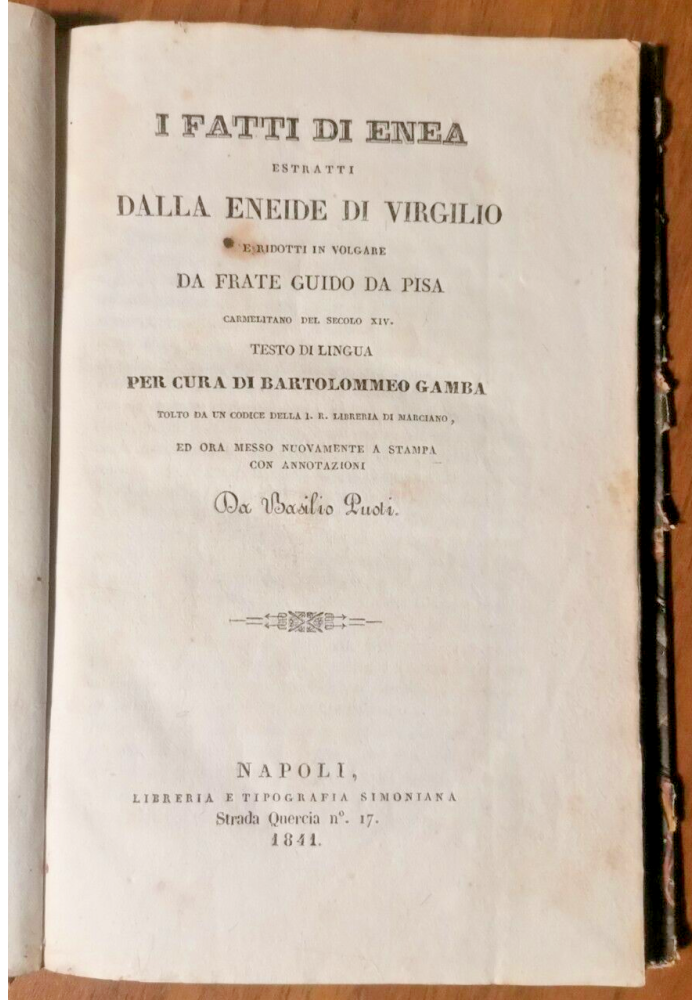 I FATTI DI ENEA
ESTRATTI
DALLA ENEIDE DI VIRGILIO
E RIDOTTI IN VOLGARE
DA FRATE GUIDO DA PISA
CARMELITANO DEL SECOLO XIV.
TESTO DI LINGUA
PER CURA DI BARTOLOMMEO GAMBA
TOLTO DA UN CODICE DELLA I. R. LIBRERIA DI MARCIANO,
ED ORA MESSO NUOVAMENTE A STAMPA
CON ANNOTAZIONI
Da Basilio Puoti.
NAPOLI,
LIBRERIA E TIPOGRAFIA SIMONIANA
Strada Quercia nº. 17.
1841.